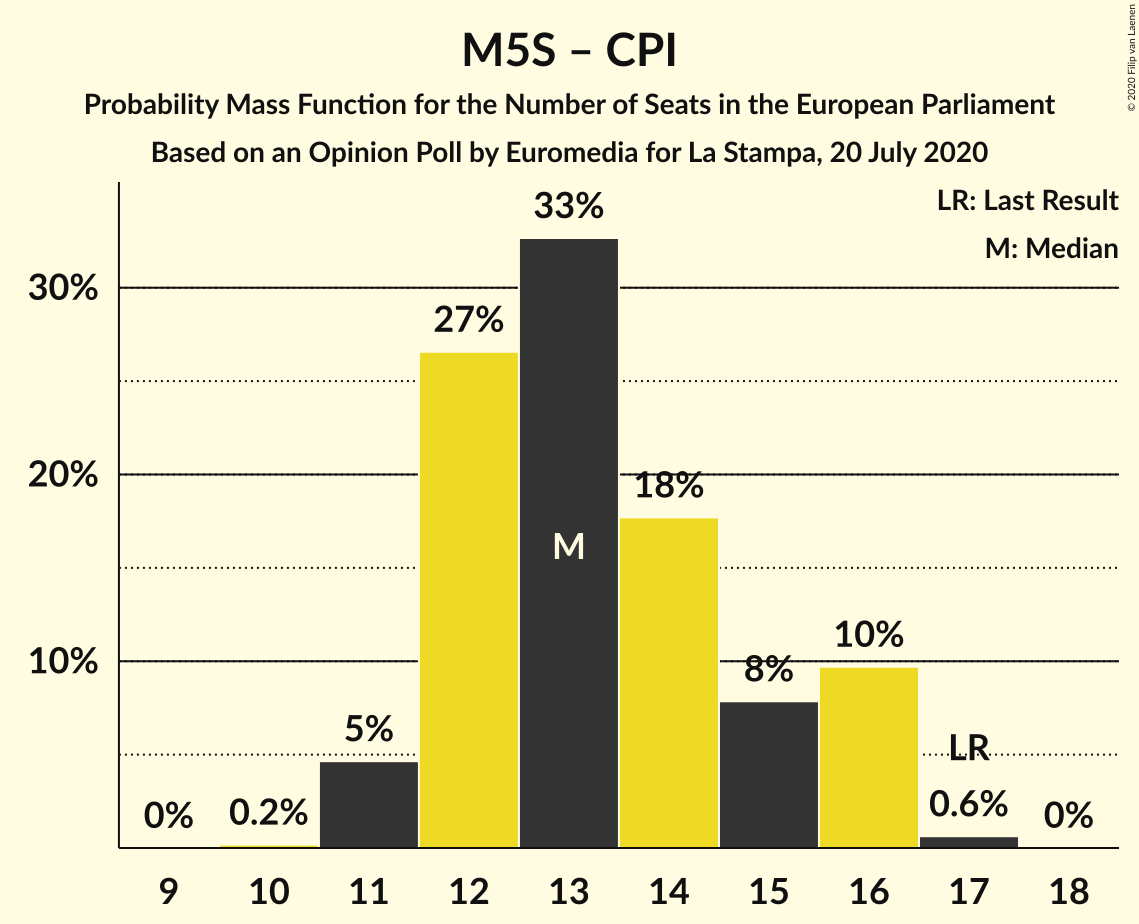 M5S – CPI
Probability Mass Function for the Number of Seats in the European Parliament
Based on an Opinion Poll by Euromedia for La Stampa, 20 July 2020
© 2020 Filip van Laenen
LR: Last Result
M: Median
33%
30%
27%
20%
18%
M
10%
10%
8%
5%
LR
0%
0.2%
0.6%
0%
9 10 11 12 13 14 15 16 17 18